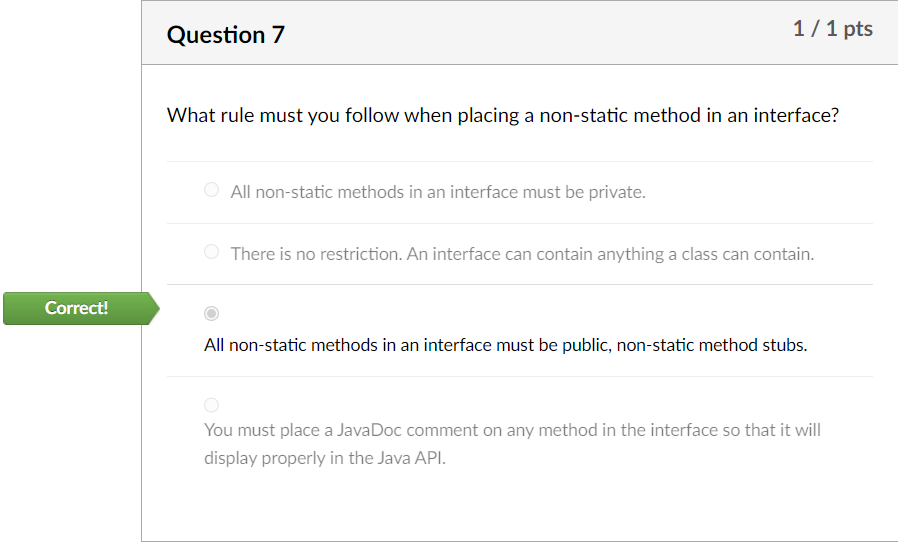 Question 7
1 / 1 pts
What rule must you follow when placing a non-static method in an interface?
All non-static methods in an interface must be private.
There is no restriction. An interface can contain anything a class can contain.
Correct!
All non-static methods in an interface must be public, non-static method stubs.
You must place a JavaDoc comment on any method in the interface so that it will
display properly in the Java API.